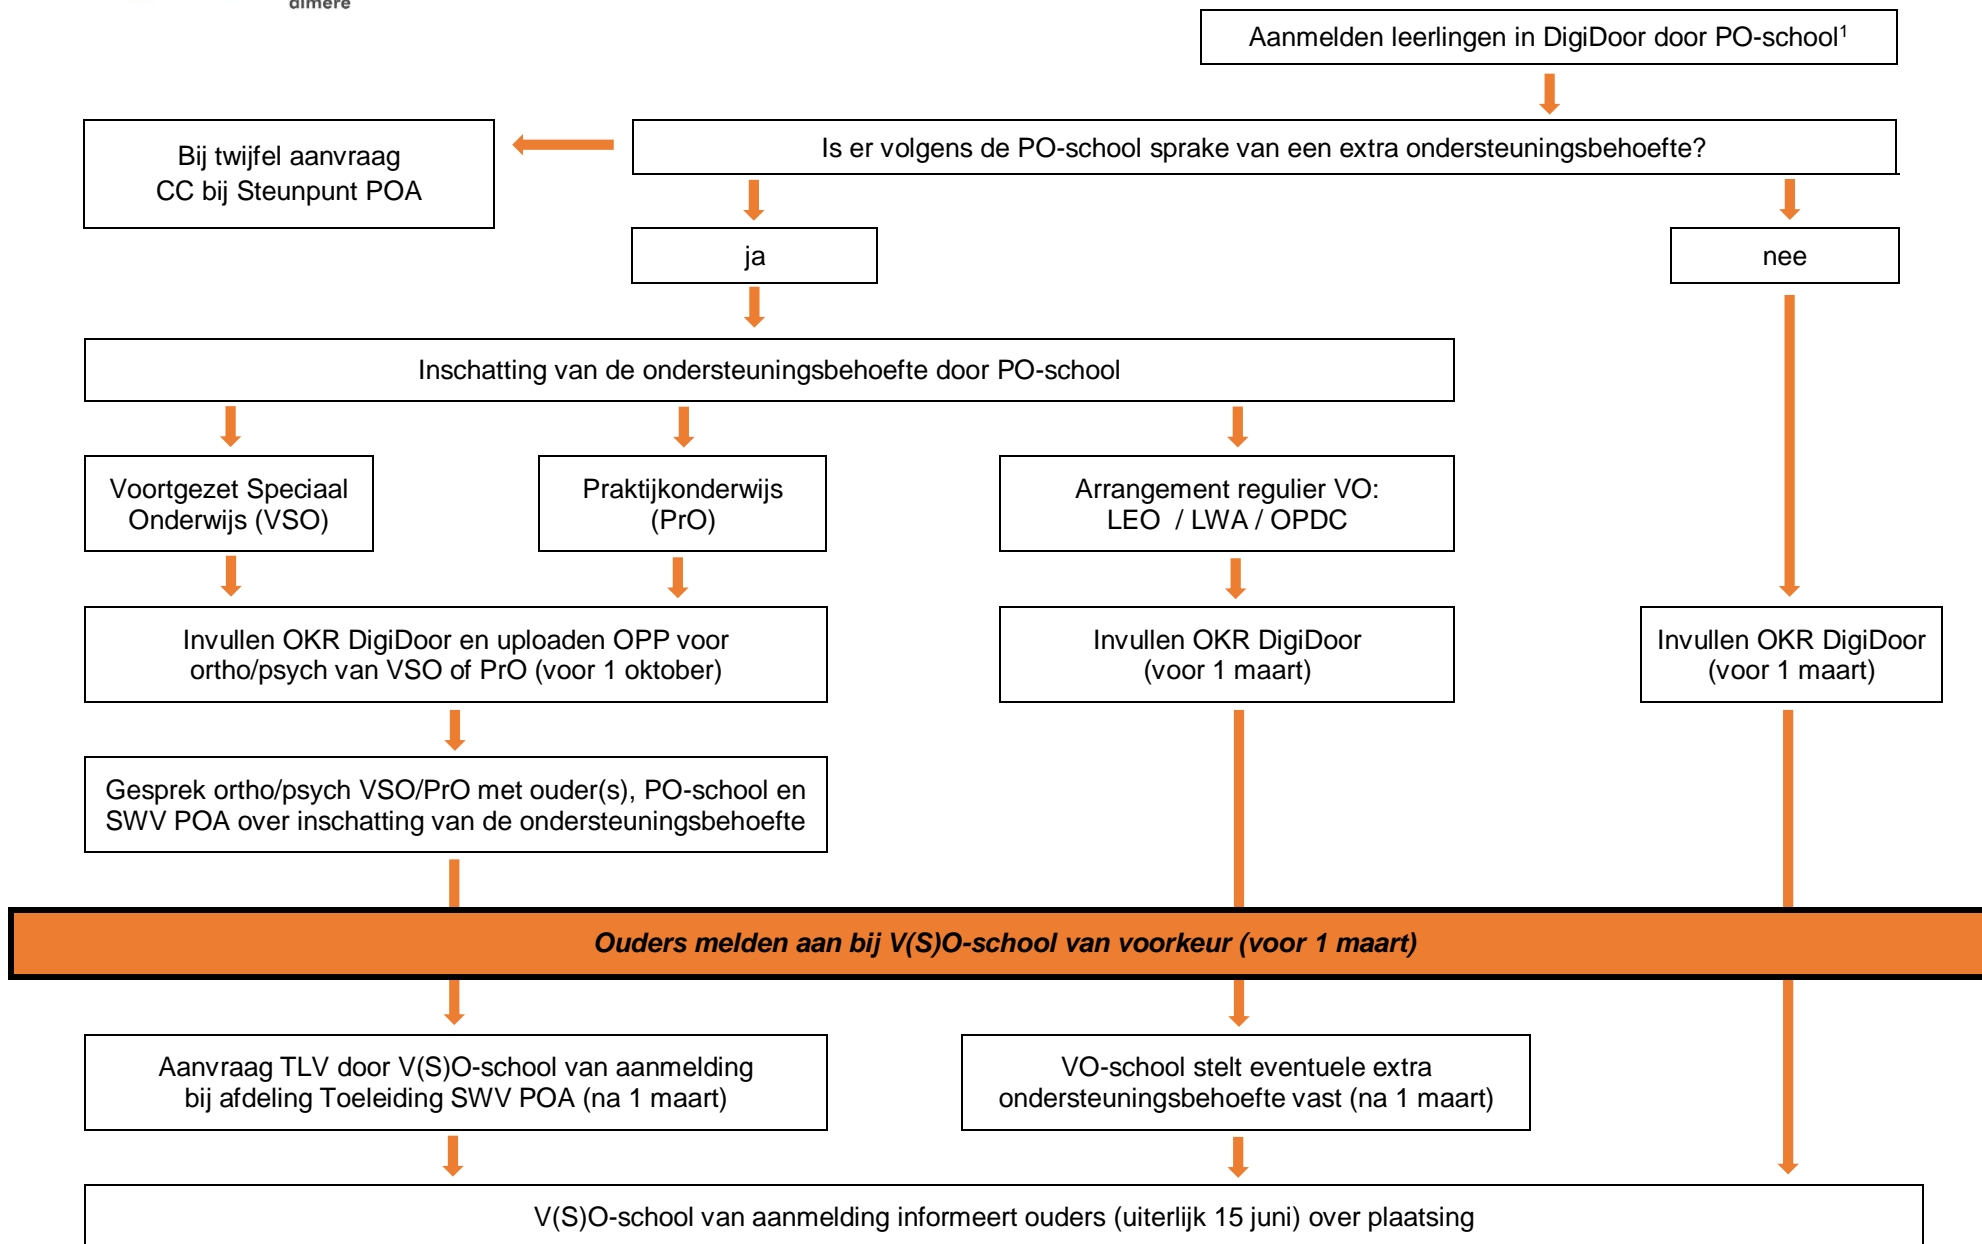 almere
Aanmelden leerlingen in DigiDoor door PO-school¹
Bij twijfel aanvraag
CC bij Steunpunt POA
Is er volgens de PO-school sprake van een extra ondersteuningsbehoefte?
ja
nee
Inschatting van de ondersteuningsbehoefte door PO-school
Voortgezet Speciaal
Onderwijs (VSO)
Praktijkonderwijs
(PrO)
Arrangement regulier VO:
LEO / LWA / OPDC
Invullen OKR DigiDoor en uploaden OPP voor
ortho/psych van VSO of PrO (voor 1 oktober)
Invullen OKR DigiDoor
(voor 1 maart)
Invullen OKR DigiDoor
(voor 1 maart)
Gesprek ortho/psych VSO/PrO met ouder(s), PO-school en
SWV POA over inschatting van de ondersteuningsbehoefte
Ouders melden aan bij V(S)O-school van voorkeur (voor 1 maart)
Aanvraag TLV door V(S)O-school van aanmelding
bij afdeling Toeleiding SWV POA (na 1 maart)
VO-school stelt eventuele extra
ondersteuningsbehoefte vast (na 1 maart)
V(S)O-school van aanmelding informeert ouders (uiterlijk 15 juni) over plaatsing